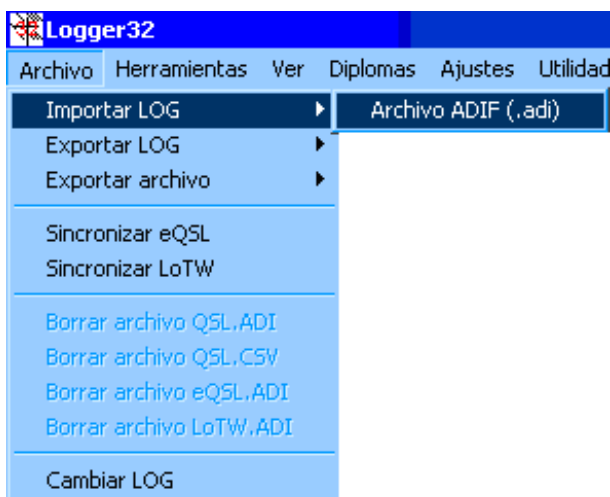 Logger32
Archivo Herramientas Ver Diplomas Ajustes Utilidad
Importar LOG Archivo ADIF (.adi)
Exportar LOG
Exportar archivo
Sincronizar eQSL
Sincronizar LoTW
Borrar archivo QSL.ADI
Borrar archivo QSL.CSV
Borrar archivo eQSL.ADI
Borrar archivo LoTW.ADI
Cambiar LOG